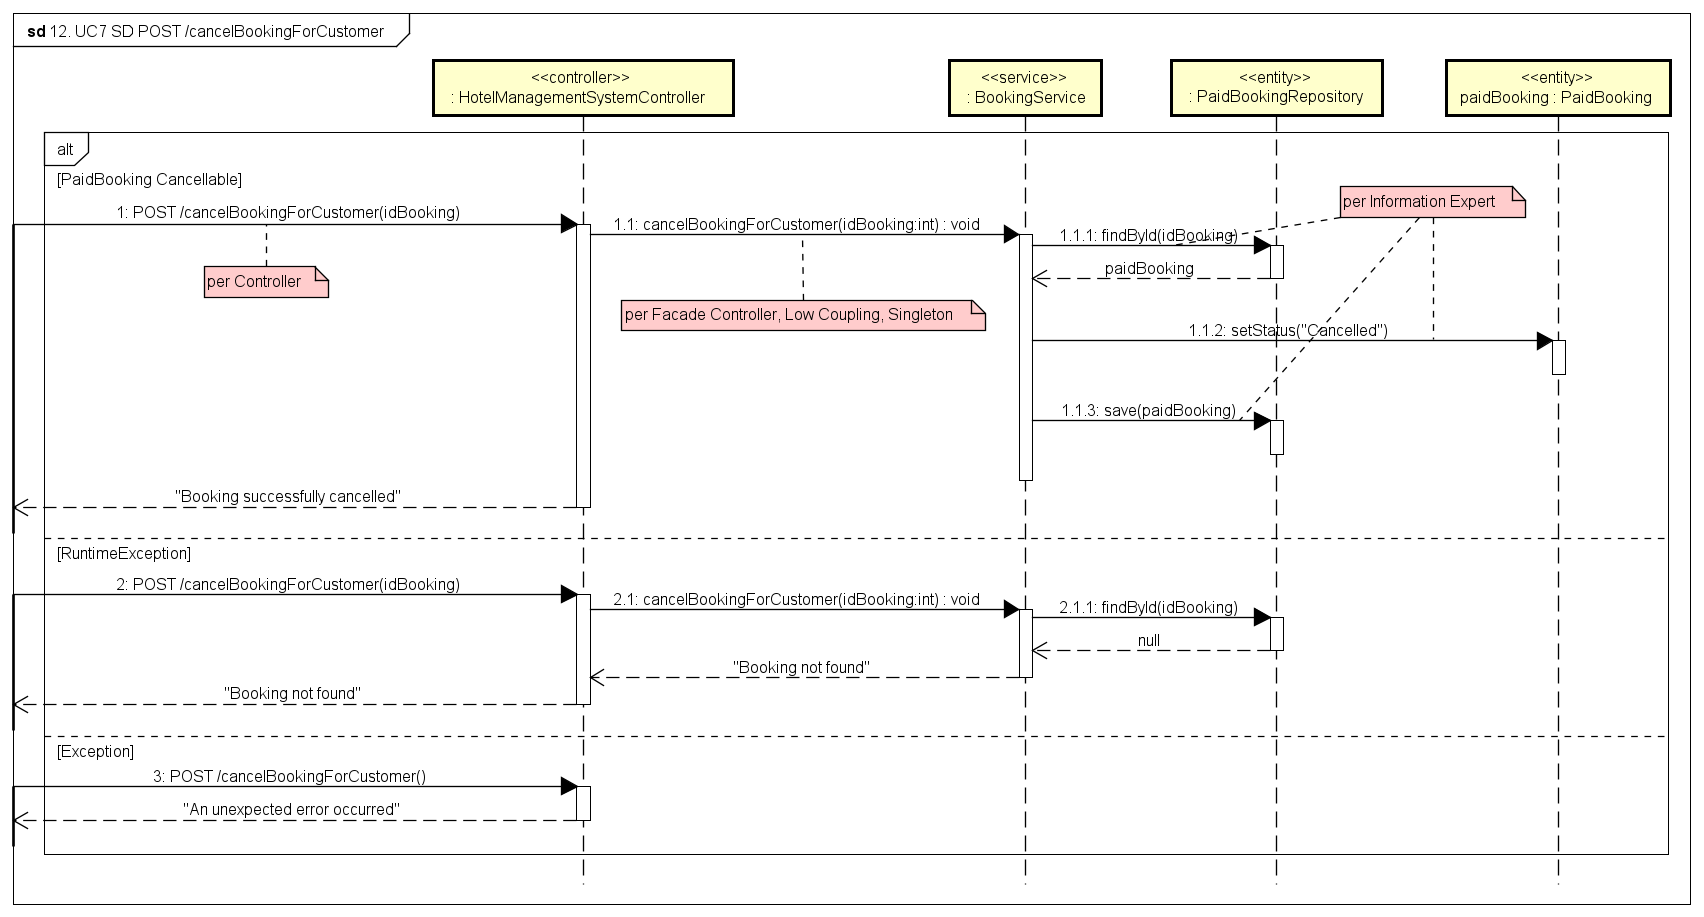 sd 12. UC7 SD POST /cancelBookingForCustomer
<<controller>>
: HotelManagementSystemController
<<service>>
: BookingService
<<entity>>
: PaidBookingRepository
<<entity>>
paidBooking : PaidBooking
alt
[PaidBooking Cancellable]
per Information Expert
1: POST /cancelBookingForCustomer(idBooking)
1.1: cancelBookingForCustomer(idBooking:int) : void
1.1.1: findById(idBooking)
paidBooking
per Controller
per Facade Controller, Low Coupling, Singleton
1.1.2: setStatus("Cancelled")
1.1.3: save(paidBooking)
"Booking successfully cancelled"
[RuntimeException]
2: POST /cancelBookingForCustomer(idBooking)
2.1: cancelBookingForCustomer(idBooking:int) : void
2.1.1: findById(idBooking)
null
"Booking not found"
"Booking not found"
[Exception]
3: POST /cancelBookingForCustomer()
"An unexpected error occurred"